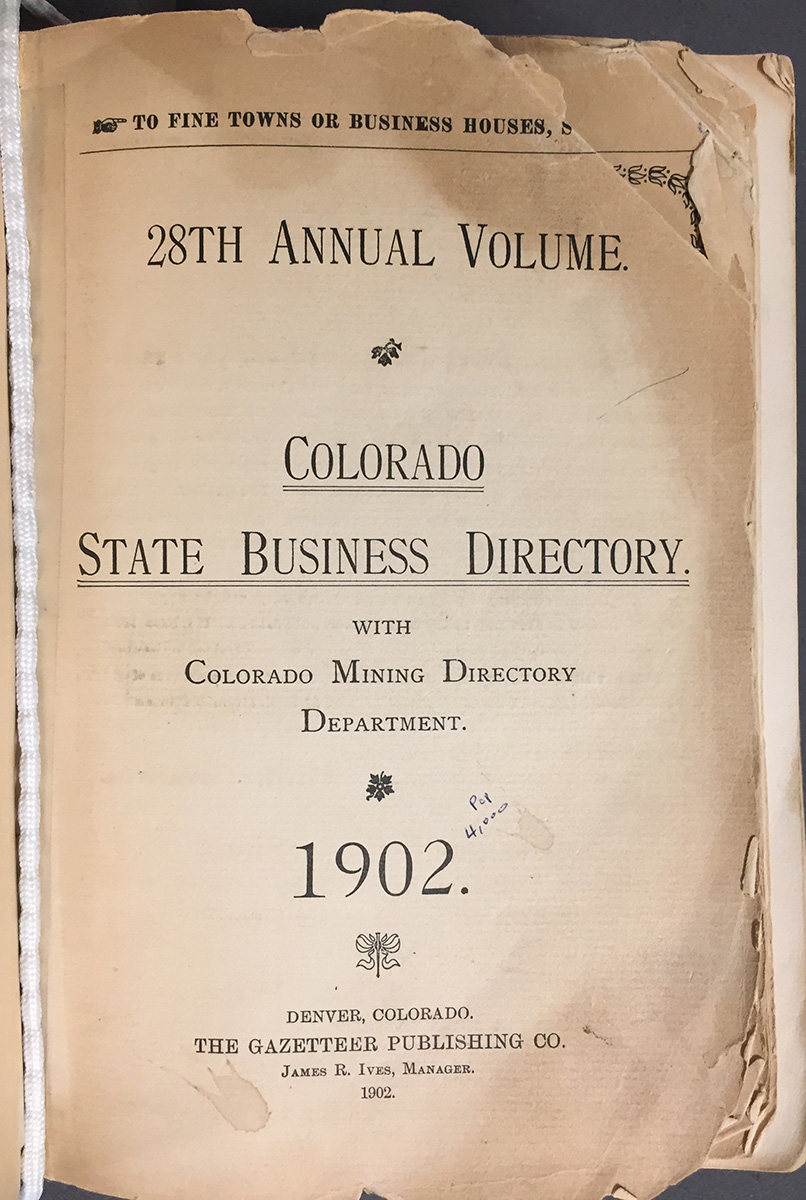 TO FINE TOWNS OR BUSINESS HOUSES,
28TH ANNUAL VOLUME.
COLORADO
STATE BUSINESS DIRECTORY.
WITH
COLORADO MINING DIRECTORY
DEPARTMENT.
Pop
4,000
1902.
DENVER, COLORADO.
THE GAZETTEER PUBLISHING CO.
JAMES R. IVES, MANAGER.
1902.